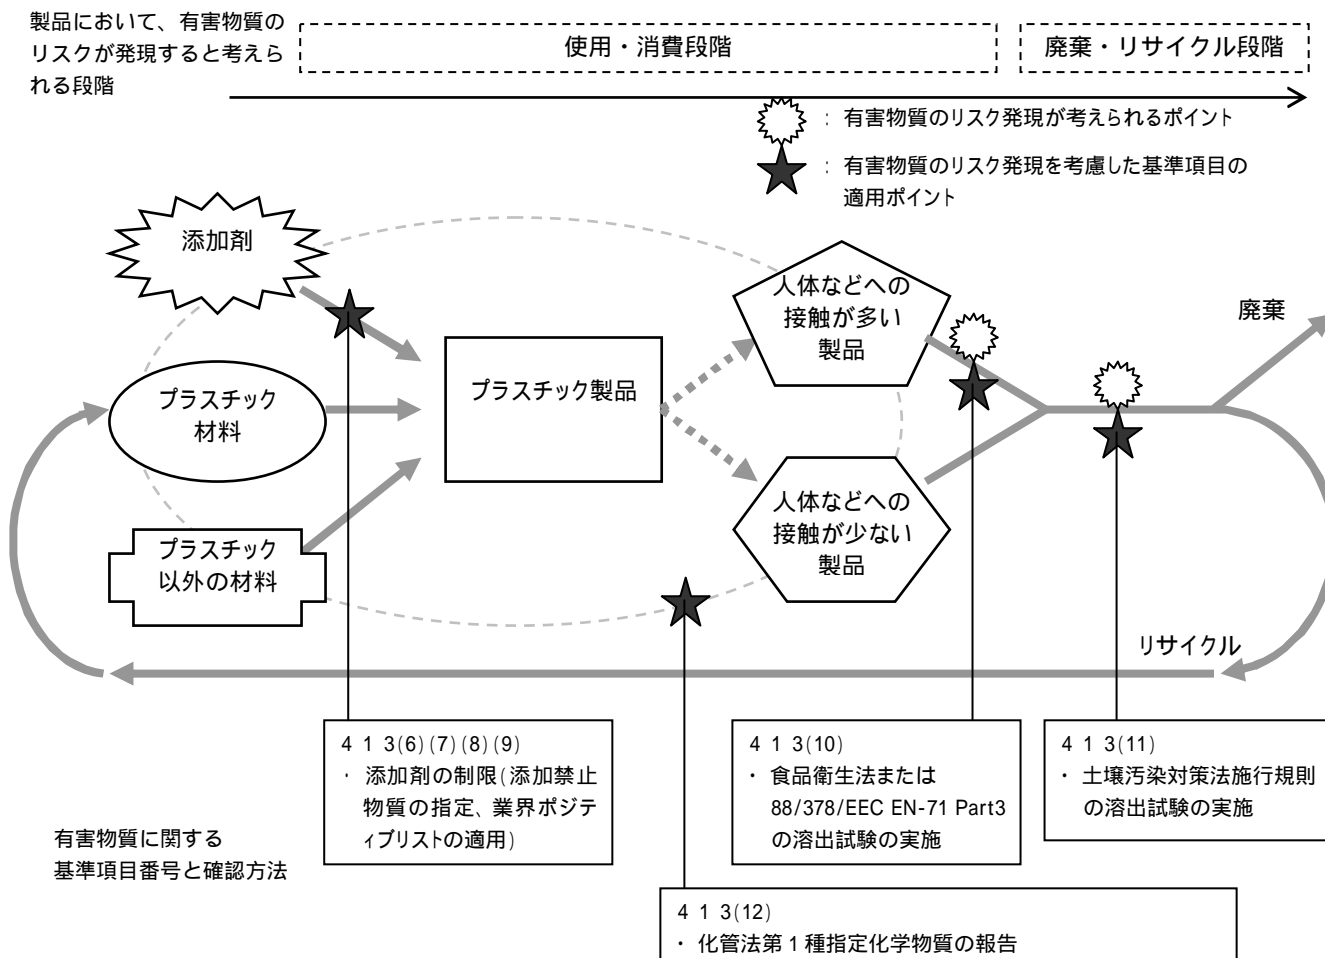 製品において、有害物質の
リスクが発現すると考えら
れる段階
使用・消費段階
廃棄・リサイクル段階
： 有害物質のリスク発現が考えられるポイント
： 有害物質のリスク発現を考慮した基準項目の
適用ポイント
添加剤
プラスチック
材料
プラスチック
以外の材料
プラスチック製品
人体などへの
接触が多い
製品
人体などへの
接触が少ない
製品
廃棄
リサイクル
4 1 3(6)(7)(8)(9)
・ 添加剤の制限(添加禁止
物質の指定、業界ポジテ
ィブリストの適用)
4 1 3(10)
・ 食品衛生法または
88/378/EEC EN-71 Part3
の溶出試験の実施
4 1 3(11)
・ 土壌汚染対策法施行規則
の溶出試験の実施
有害物質に関する
基準項目番号と確認方法
4 1 3(12)
・ 化管法第１種指定化学物質の報告